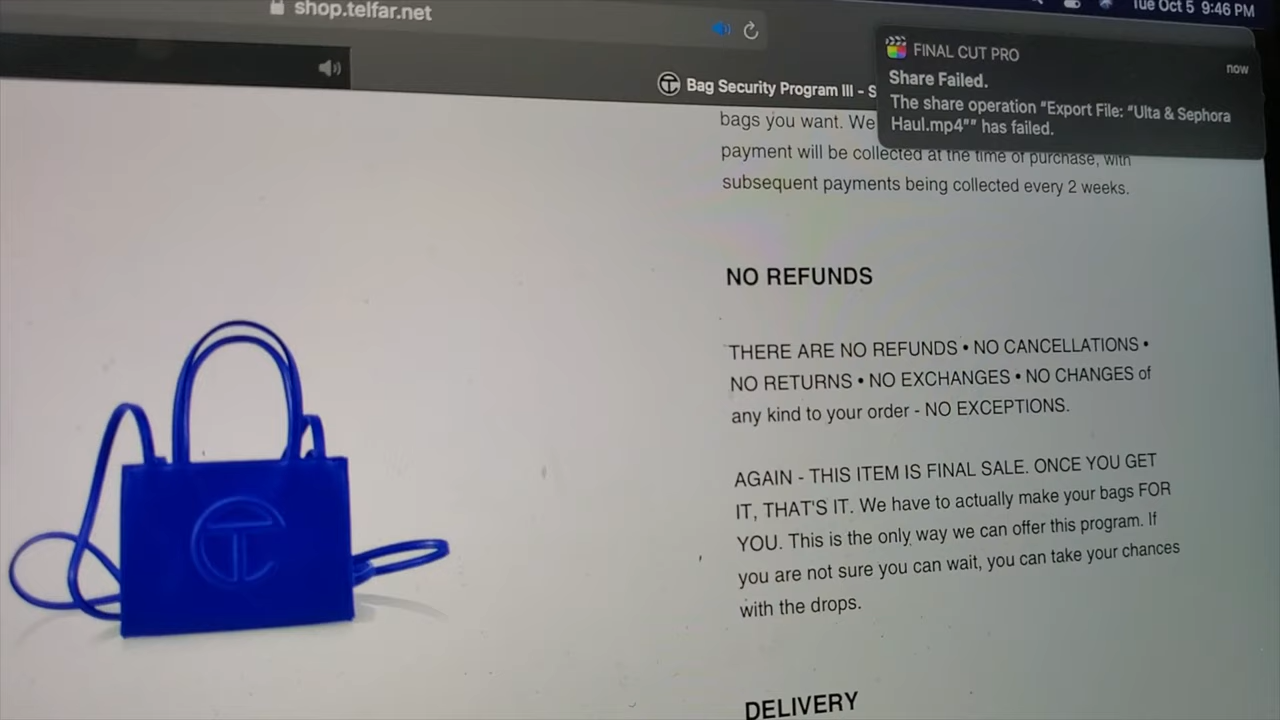 shop.telfar.net
Tue Oct 5 9:46 PM
FINAL CUT PRO
now
Share Failed.
The share operation “Export File: “Ulta & Sephora
Haul.mp4”” has failed.
Bag Security Program III - S
bags you want. We
payment will be collected at the time of purchase, with
subsequent payments being collected every 2 weeks.
NO REFUNDS
THERE ARE NO REFUNDS • NO CANCELLATIONS •
NO RETURNS • NO EXCHANGES • NO CHANGES of
any kind to your order - NO EXCEPTIONS.
AGAIN - THIS ITEM IS FINAL SALE. ONCE YOU GET
IT, THAT'S IT. We have to actually make your bags FOR
YOU. This is the only way we can offer this program. If
you are not sure you can wait, you can take your chances
with the drops.
DELIVERY